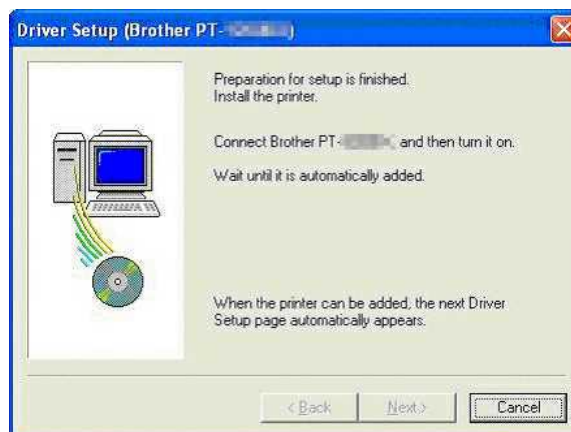 Driver Setup (Brother PT- )
Preparation for setup is finished.
Install the printer.
Connect Brother PT- and then turn it on.
Wait until it is automatically added.
When the printer can be added, the next Driver
Setup page automatically appears.
< Back
Next >
Cancel